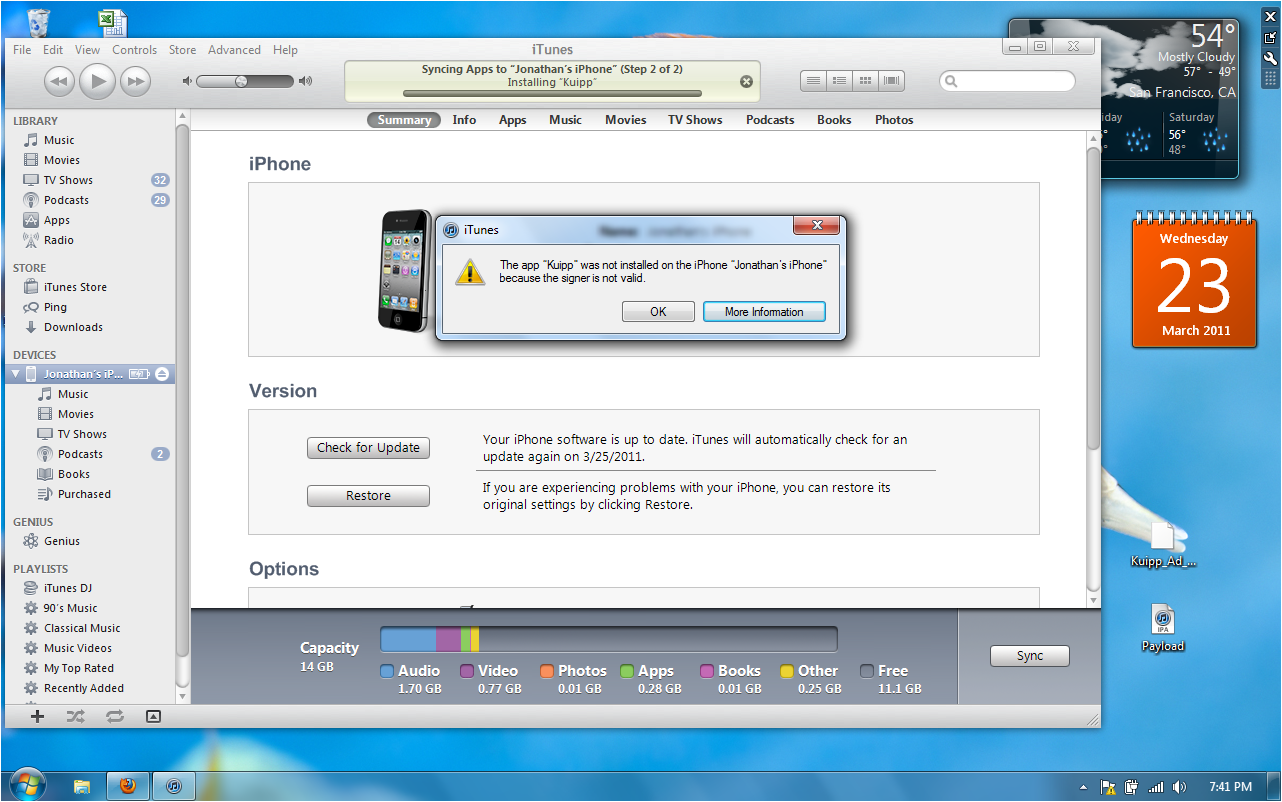 File Edit View Controls Store Advanced Help
iTunes
Syncing Apps to "Jonathan's iPhone" (Step 2 of 2)
Installing "Kuipp"
54°
Mostly Cloudy
57° - 49°
San Francisco, CA
iday
Saturday
56°
48°
LIBRARY
Music
Movies
TV Shows 32
Podcasts 29
Apps
Radio
STORE
iTunes Store
Ping
Downloads
DEVICES
Jonathan's iP...
Music
Movies
TV Shows
Podcasts 2
Books
Purchased
GENIUS
Genius
PLAYLISTS
iTunes DJ
90's Music
Classical Music
Music Videos
My Top Rated
Recently Added
Summary Info Apps Music Movies TV Shows Podcasts Books Photos
iPhone
iTunes
The app "Kuipp" was not installed on the iPhone "Jonathan's iPhone"
because the signer is not valid.
OK More Information
Version
Check for Update
Your iPhone software is up to date. iTunes will automatically check for an
update again on 3/25/2011.
Restore
If you are experiencing problems with your iPhone, you can restore its
original settings by clicking Restore.
Options
Capacity
14 GB
Audio Video Photos Apps Books Other Free
1.70 GB 0.77 GB 0.01 GB 0.28 GB 0.01 GB 0.25 GB 11.1 GB
Sync
Wednesday
23
March 2011
Kuipp_Ad_...
IPA
Payload
7:41 PM